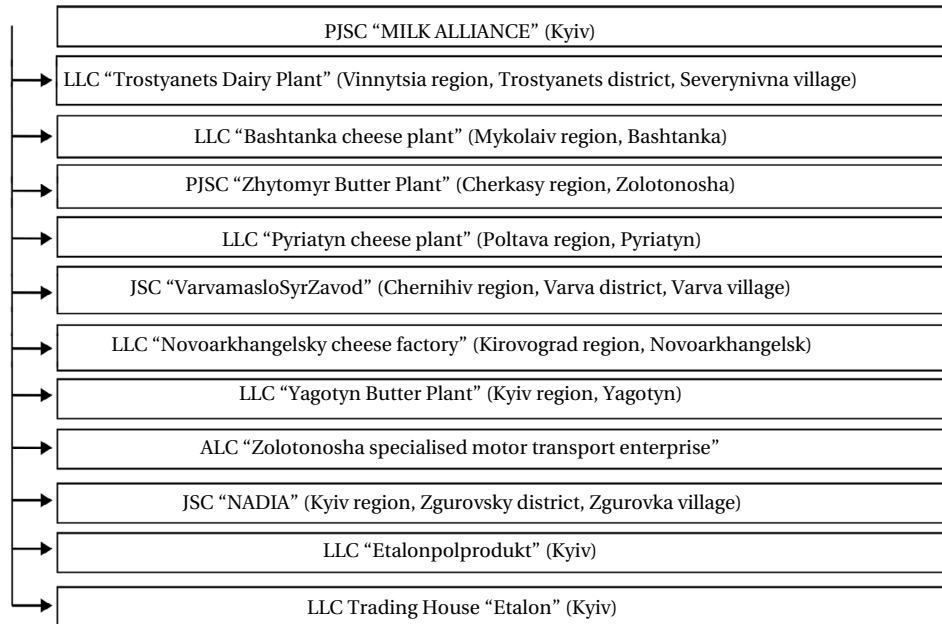 PJSC “MILK ALLIANCE” (Kyiv)
LLC “Trostyanets Dairy Plant” (Vinnytsia region, Trostyanets district, Severynivna village)
LLC “Bashtanka cheese plant” (Mykolaiv region, Bashtanka)
PJSC “Zhytomyr Butter Plant” (Cherkasy region, Zolotonosha)
LLC “Pyriatyn cheese plant” (Poltava region, Pyriatyn)
JSC “VarvamasloSyrZavod” (Chernihiv region, Varva district, Varva village)
LLC “Novoarkhangelsky cheese factory” (Kirovograd region, Novoarkhangelsk)
LLC “Yagotyn Butter Plant” (Kyiv region, Yagotyn)
ALC “Zolotonosha specialised motor transport enterprise”
JSC “NADIA” (Kyiv region, Zgurovsky district, Zgurovka village)
LLC “Etalonpolprodukt” (Kyiv)
LLC Trading House “Etalon” (Kyiv)